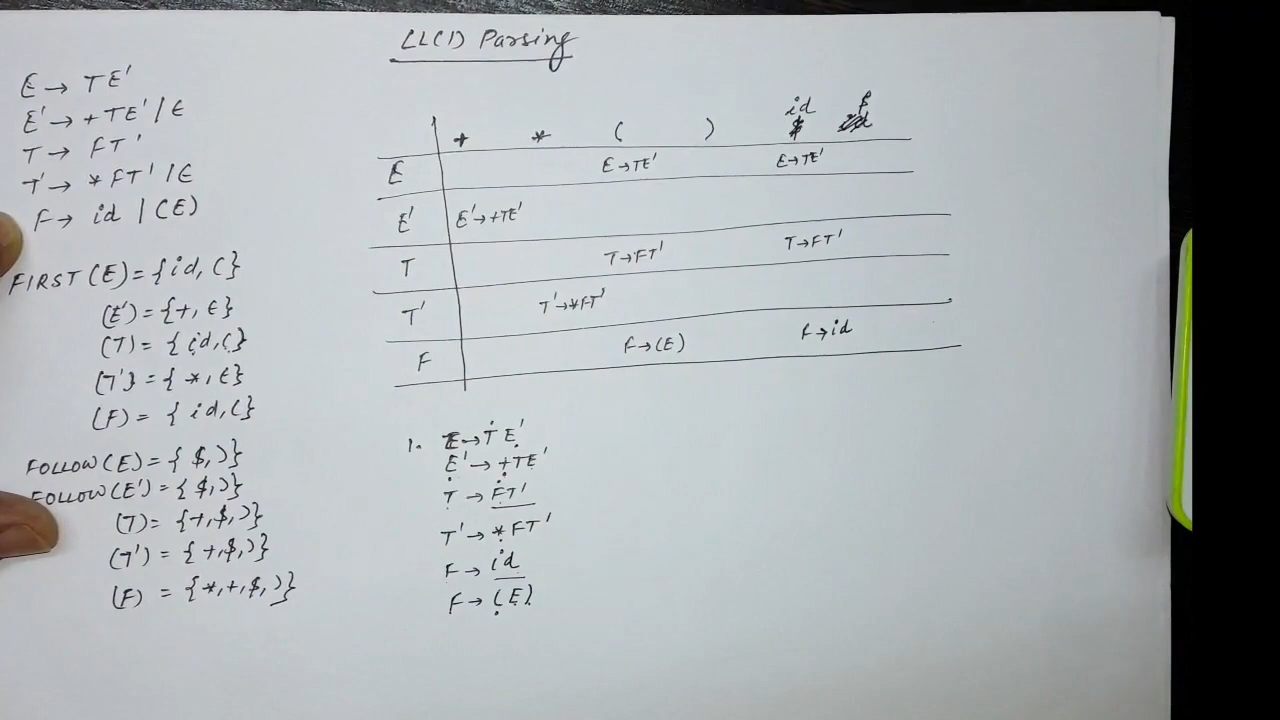 LL(1) Parsing
E → TE'
E' → +TE' / ϵ
T → FT'
T' → *FT' / ϵ
F → id | (E)
FIRST (E) = {id, (}
(E') = {+, ϵ}
(T) = {id, (}
(T') = {*, ϵ}
(F) = {id, (}
FOLLOW (E) = {$, )}
FOLLOW (E') = {$, )}
(T) = {+, $, )}
(T') = {+, $, )}
(F) = {*, +, $, )}
id $
+ * ( )
E E→TE' E→TE'
E' E'→+TE'
T T→FT' T→FT'
T' T'→*FT'
F F→(E) F→id
1. E→TE'
E' → +TE'
T → FT'
T' → *FT'
F → id
F → (E)